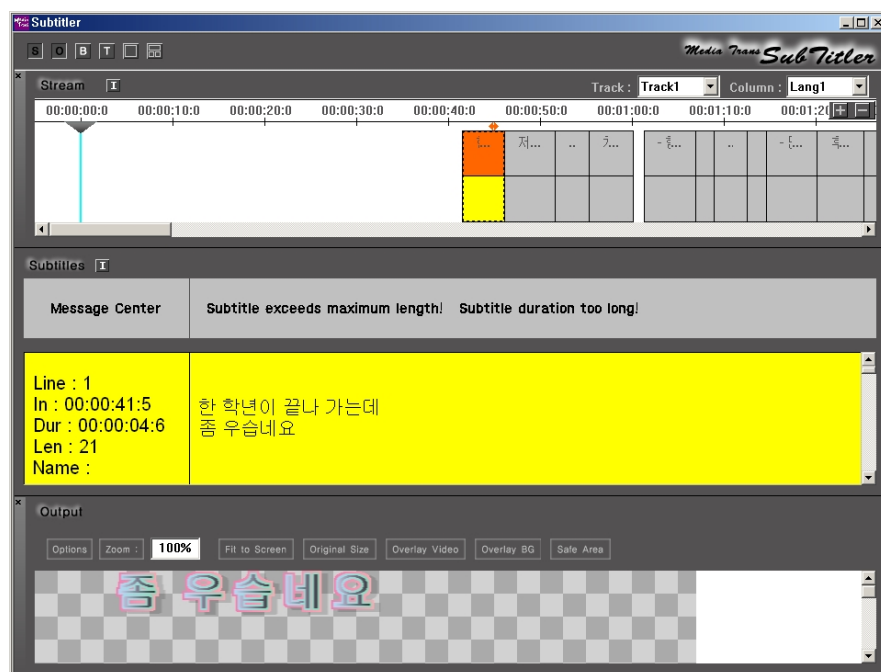 Subtitler
S O B T
Media Trans SubTitler
Stream I Track : Track1 Column : Lang1
00:00:00:0 00:00:10:0 00:00:20:0 00:00:30:0 00:00:40:0 00:00:50:0 00:01:00:0 00:01:10:0 00:01:20
저...
Subtitles I
Message Center Subtitle exceeds maximum length! Subtitle duration too long!
Line : 1
In : 00:00:41:5
Dur : 00:00:04:6
Len : 21
Name :
한 학년이 끝나 가는데
좀 우습네요
Output
Options Zoom : 100% Fit to Screen Original Size Overlay Video Overlay BG Safe Area
좀 우습네요